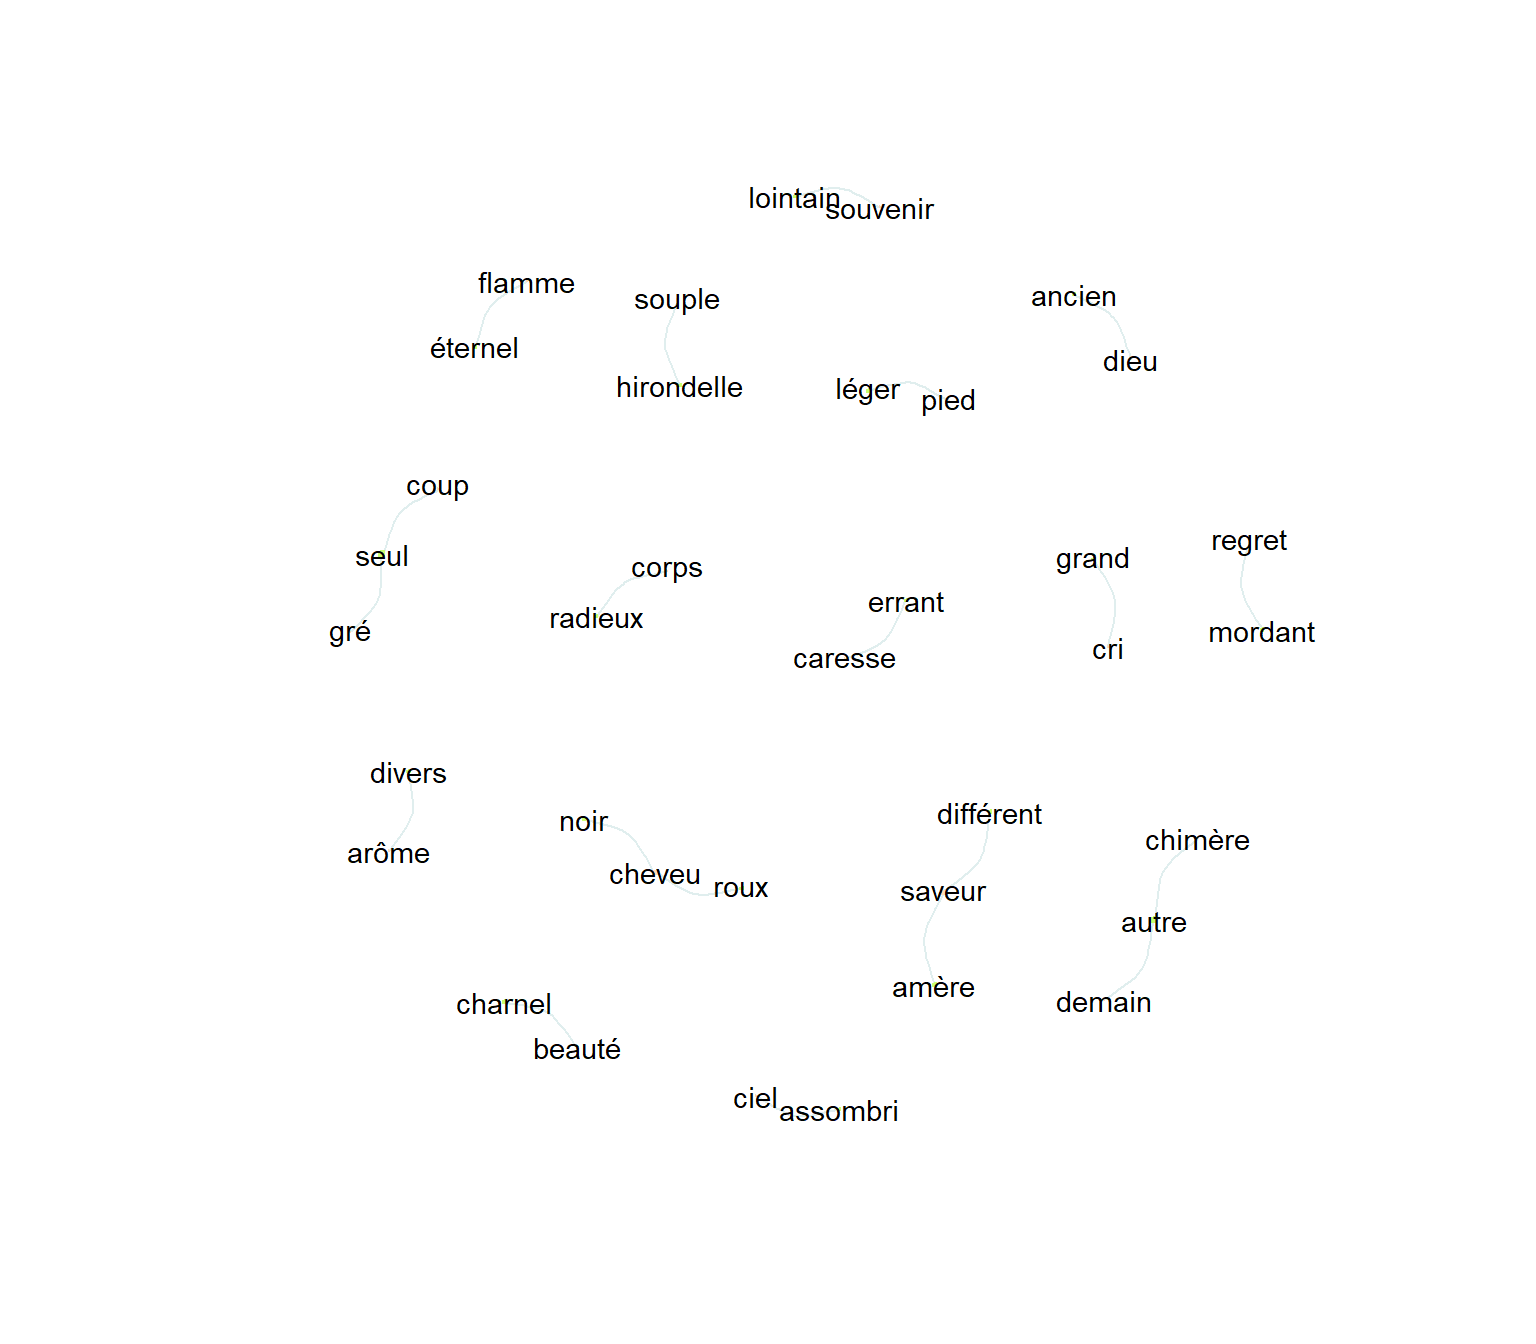 lointain
souvenir
flamme
souple
ancien
éternel
dieu
hirondelle
léger
pied
coup
regret
seul
grand
corps
errant
radieux
gré
mordant
cri
caresse
divers
différent
noir
chimère
arôme
cheveu
roux
saveur
autre
amère
demain
charnel
beauté
ciel
assombri